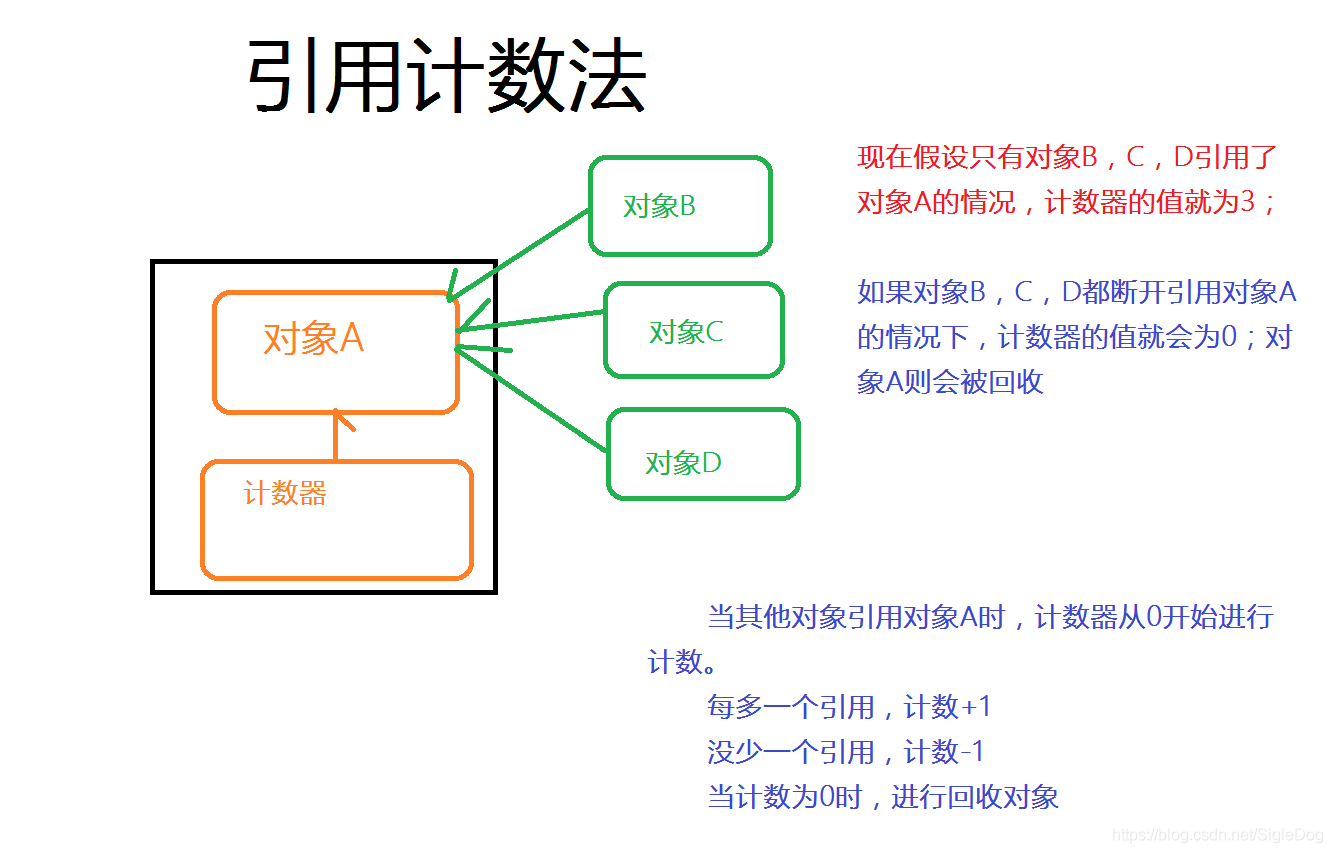 引用计数法
现在假设只有对象B，C，D引用了
对象A的情况，计数器的值就为3；
对象B
如果对象B，C，D都断开引用对象A
的情况下，计数器的值就会为0；对
象A则会被回收
对象A
对象C
对象D
计数器
当其他对象引用对象A时，计数器从0开始进行
计数。
每多一个引用，计数+1
没少一个引用，计数-1
当计数为0时，进行回收对象
https://blog.csdn.net/SigleDog